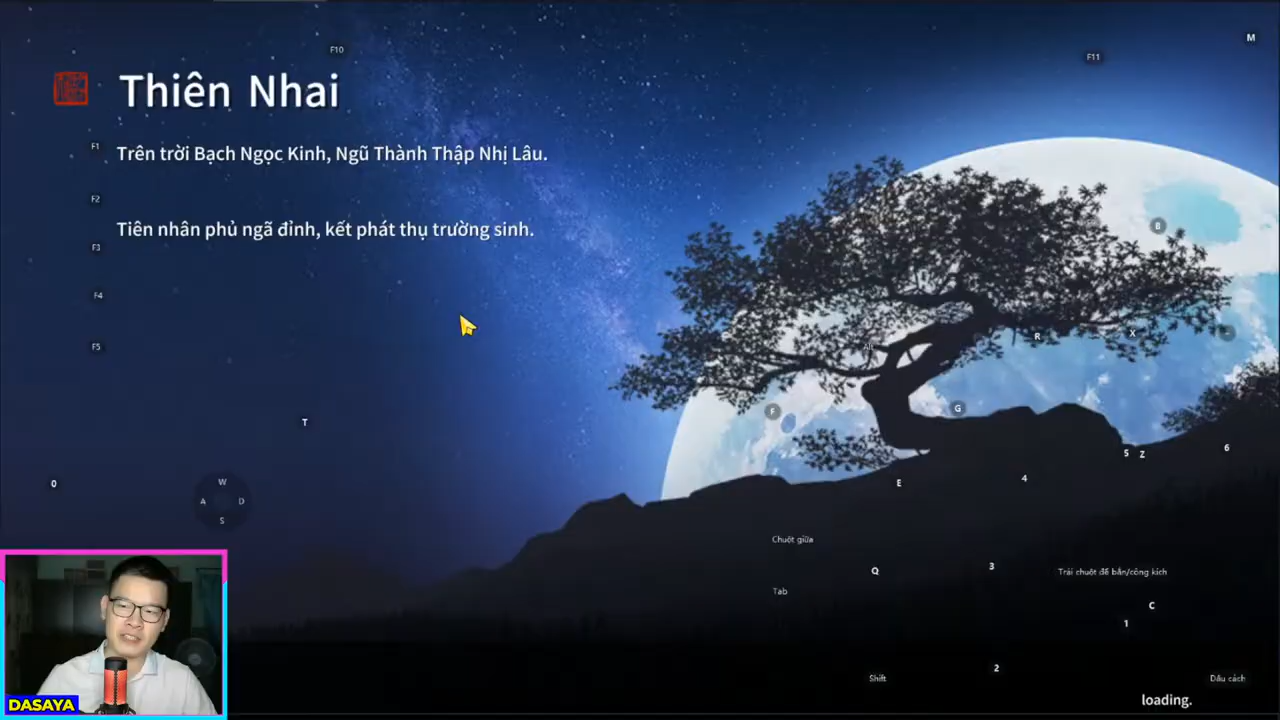 F10
M
F11
Thiên Nhai
F1
Trên trời Bạch Ngọc Kinh, Ngũ Thành Thập Nhị Lâu.
F2
B
Tiên nhân phủ ngã đỉnh, kết phát thụ trường sinh.
F3
F4
F5
Alt
R
X
F
G
T
0
W
A
D
S
E
4
5
Z
6
Chuột giữa
Q
3
Trái chuột để bắn/công kích
Tab
C
1
2
Shift
Dấu cách
loading.
DASAYA